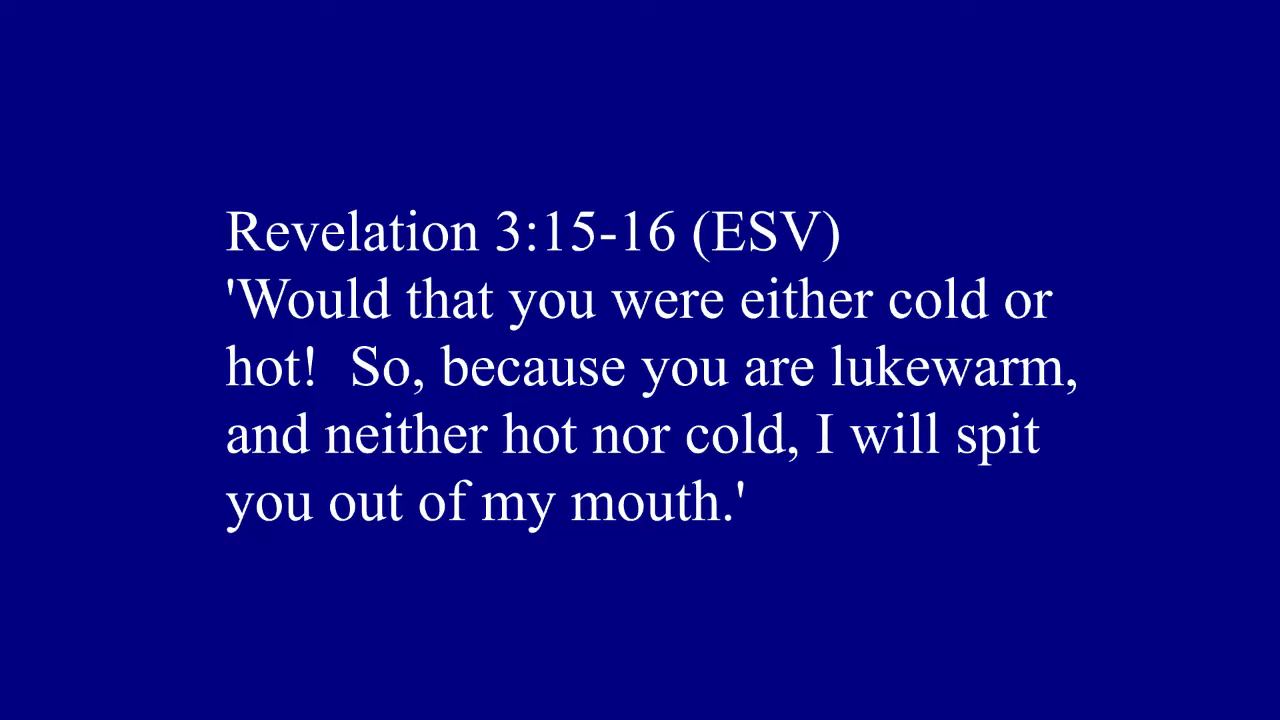 Revelation 3:15-16 (ESV)
'Would that you were either cold or
hot!  So, because you are lukewarm,
and neither hot nor cold, I will spit
you out of my mouth.'